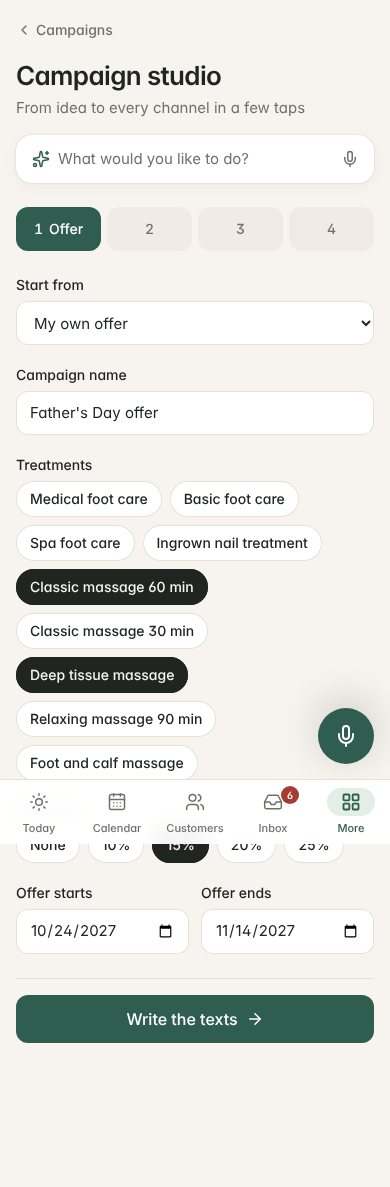 Campaigns
Campaign studio
From idea to every channel in a few taps
What would you like to do?
1 Offer 2 3 4
Start from
My own offer
Campaign name
Father's Day offer
Treatments
Medical foot care Basic foot care
Spa foot care Ingrown nail treatment
Classic massage 60 min
Classic massage 30 min
Deep tissue massage
Relaxing massage 90 min
Foot and calf massage
6
Today Calendar Customers Inbox More
None 10% 15% 20% 25%
Offer starts Offer ends
10/24/2027 11/14/2027
Write the texts